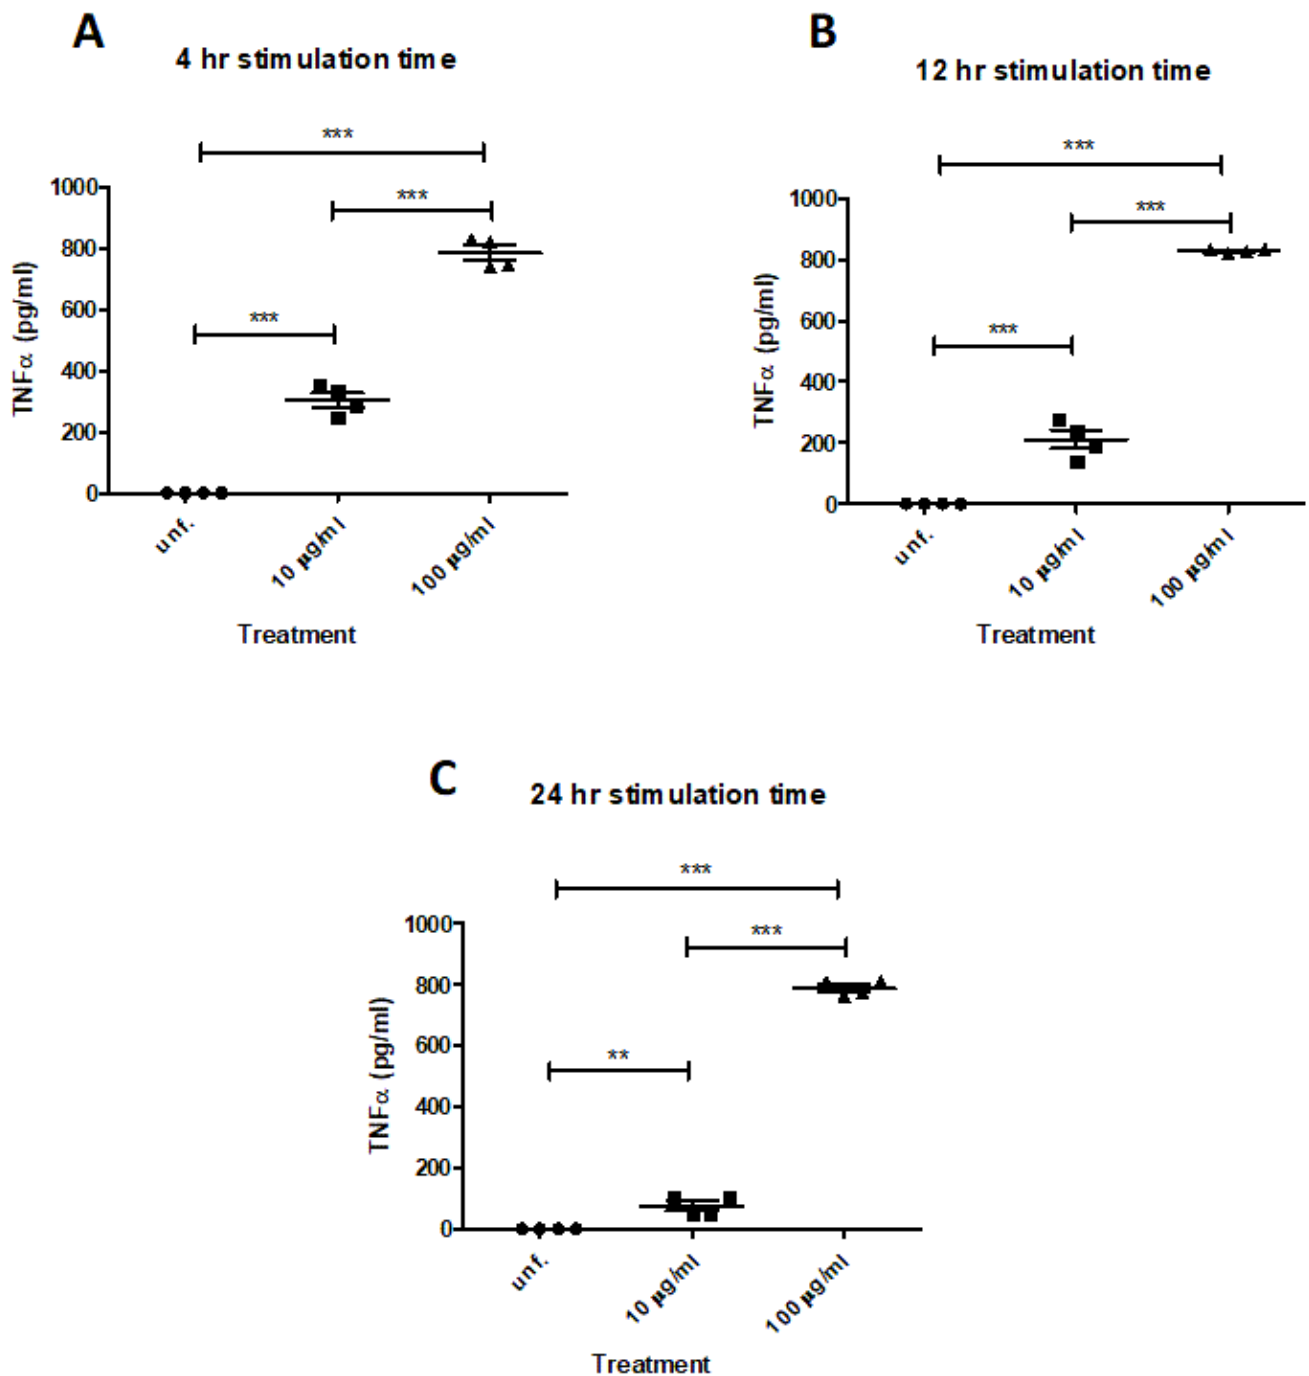 A
4 hr stimulation time
***
***
***
1000
800
600
400
200
0
TNFα (pg/ml)
unf.
10 µg/ml
100 µg/ml
Treatment
B
12 hr stimulation time
***
***
***
1000
800
600
400
200
0
TNFα (pg/ml)
unf.
10 µg/ml
100 µg/ml
Treatment
C
24 hr stimulation time
***
***
**
1000
800
600
400
200
0
TNFα (pg/ml)
unf.
10 µg/ml
100 µg/ml
Treatment